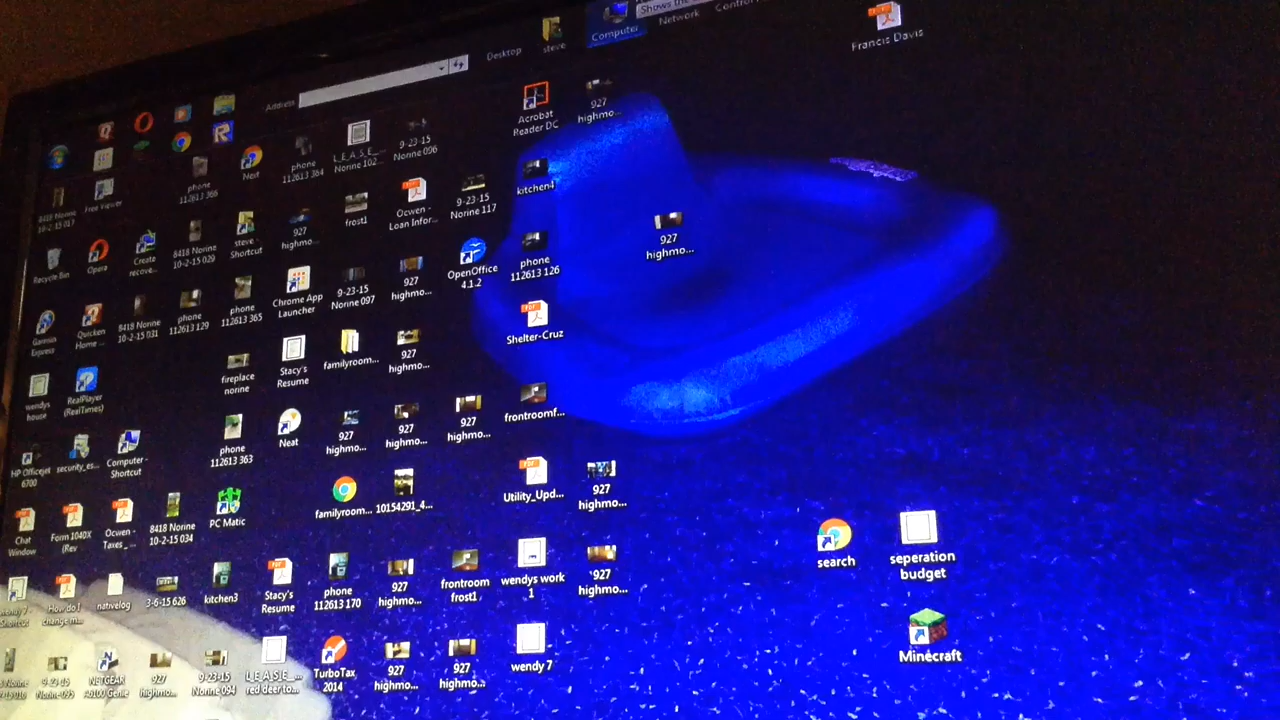 Shows the
Computer
Network
Desktop
steve
Address
Francis Davis
Acrobat
Reader DC
927
highmo...
phone
112613 364
L_E_A_S_E_...
Norine 102...
9-23-15
Norine 096
Next
phone
112613 366
Free Viewer
8418 Norine
10-2-15 017
kitchen4
frost1
Ocwen -
Loan Infor...
9-23-15
Norine 117
927
highmo...
steve -
Shortcut
927
highmo...
8418 Norine
10-2-15 029
Create
recove...
Opera
Recycle Bin
OpenOffice
4.1.2
phone
112613 126
Chrome App
Launcher
9-23-15
Norine 097
927
highmo...
phone
112613 365
phone
112613 129
8418 Norine
10-2-15 031
Quicken
Home ...
Garmin
Express
Shelter-Cruz
familyroom...
927
highmo...
Stacy's
Resume
fireplace
norine
RealPlayer
(RealTimes)
wendys
house
frontroomf...
927
highmo...
927
highmo...
927
highmo...
Neat
phone
112613 363
Computer -
Shortcut
security_es...
HP Officejet
6700
Utility_Upd...
927
highmo...
familyroom...
10154291_4...
PC Matic
8418 Norine
10-2-15 034
Ocwen -
Taxes_...
Form 1040X
(Rev
Chat
Window
search
seperation
budget
wendys work
1
927
highmo...
frontroom
frost1
927
highmo...
phone
112613 170
Stacy's
Resume
kitchen3
3-6-15 626
nativelog
How do I
change m...
Shortcut
Minecraft
wendy 7
927
highmo...
927
highmo...
TurboTax
2014
L_E_A_S_E_...
red deer to...
9-23-15
Norine 094
927
highmo...
NETGEAR
A6100 Genie
9-23-15
Norine 095